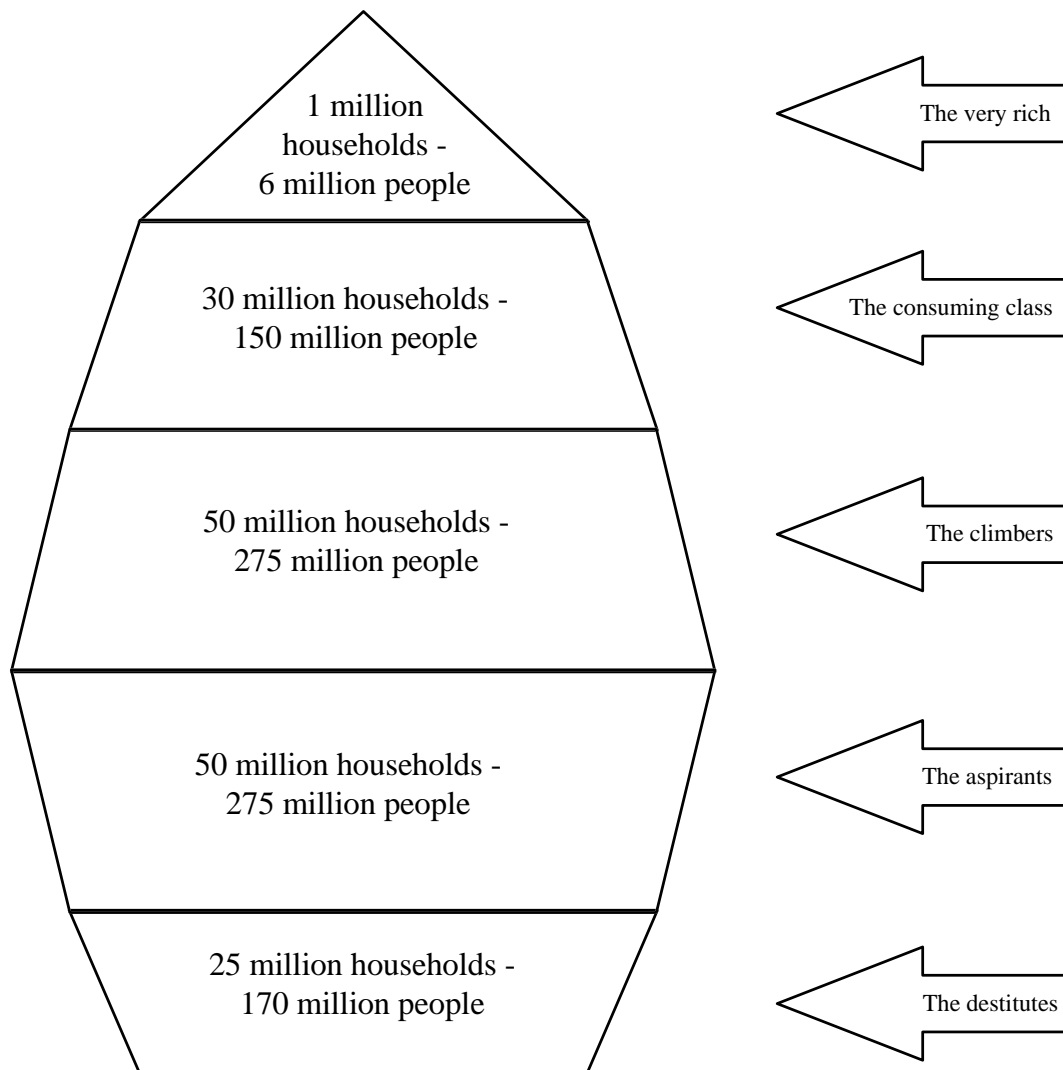 1 million
households -
6 million people
The very rich
30 million households -
150 million people
The consuming class
50 million households -
275 million people
The climbers
50 million households -
275 million people
The aspirants
25 million households -
170 million people
The destitutes